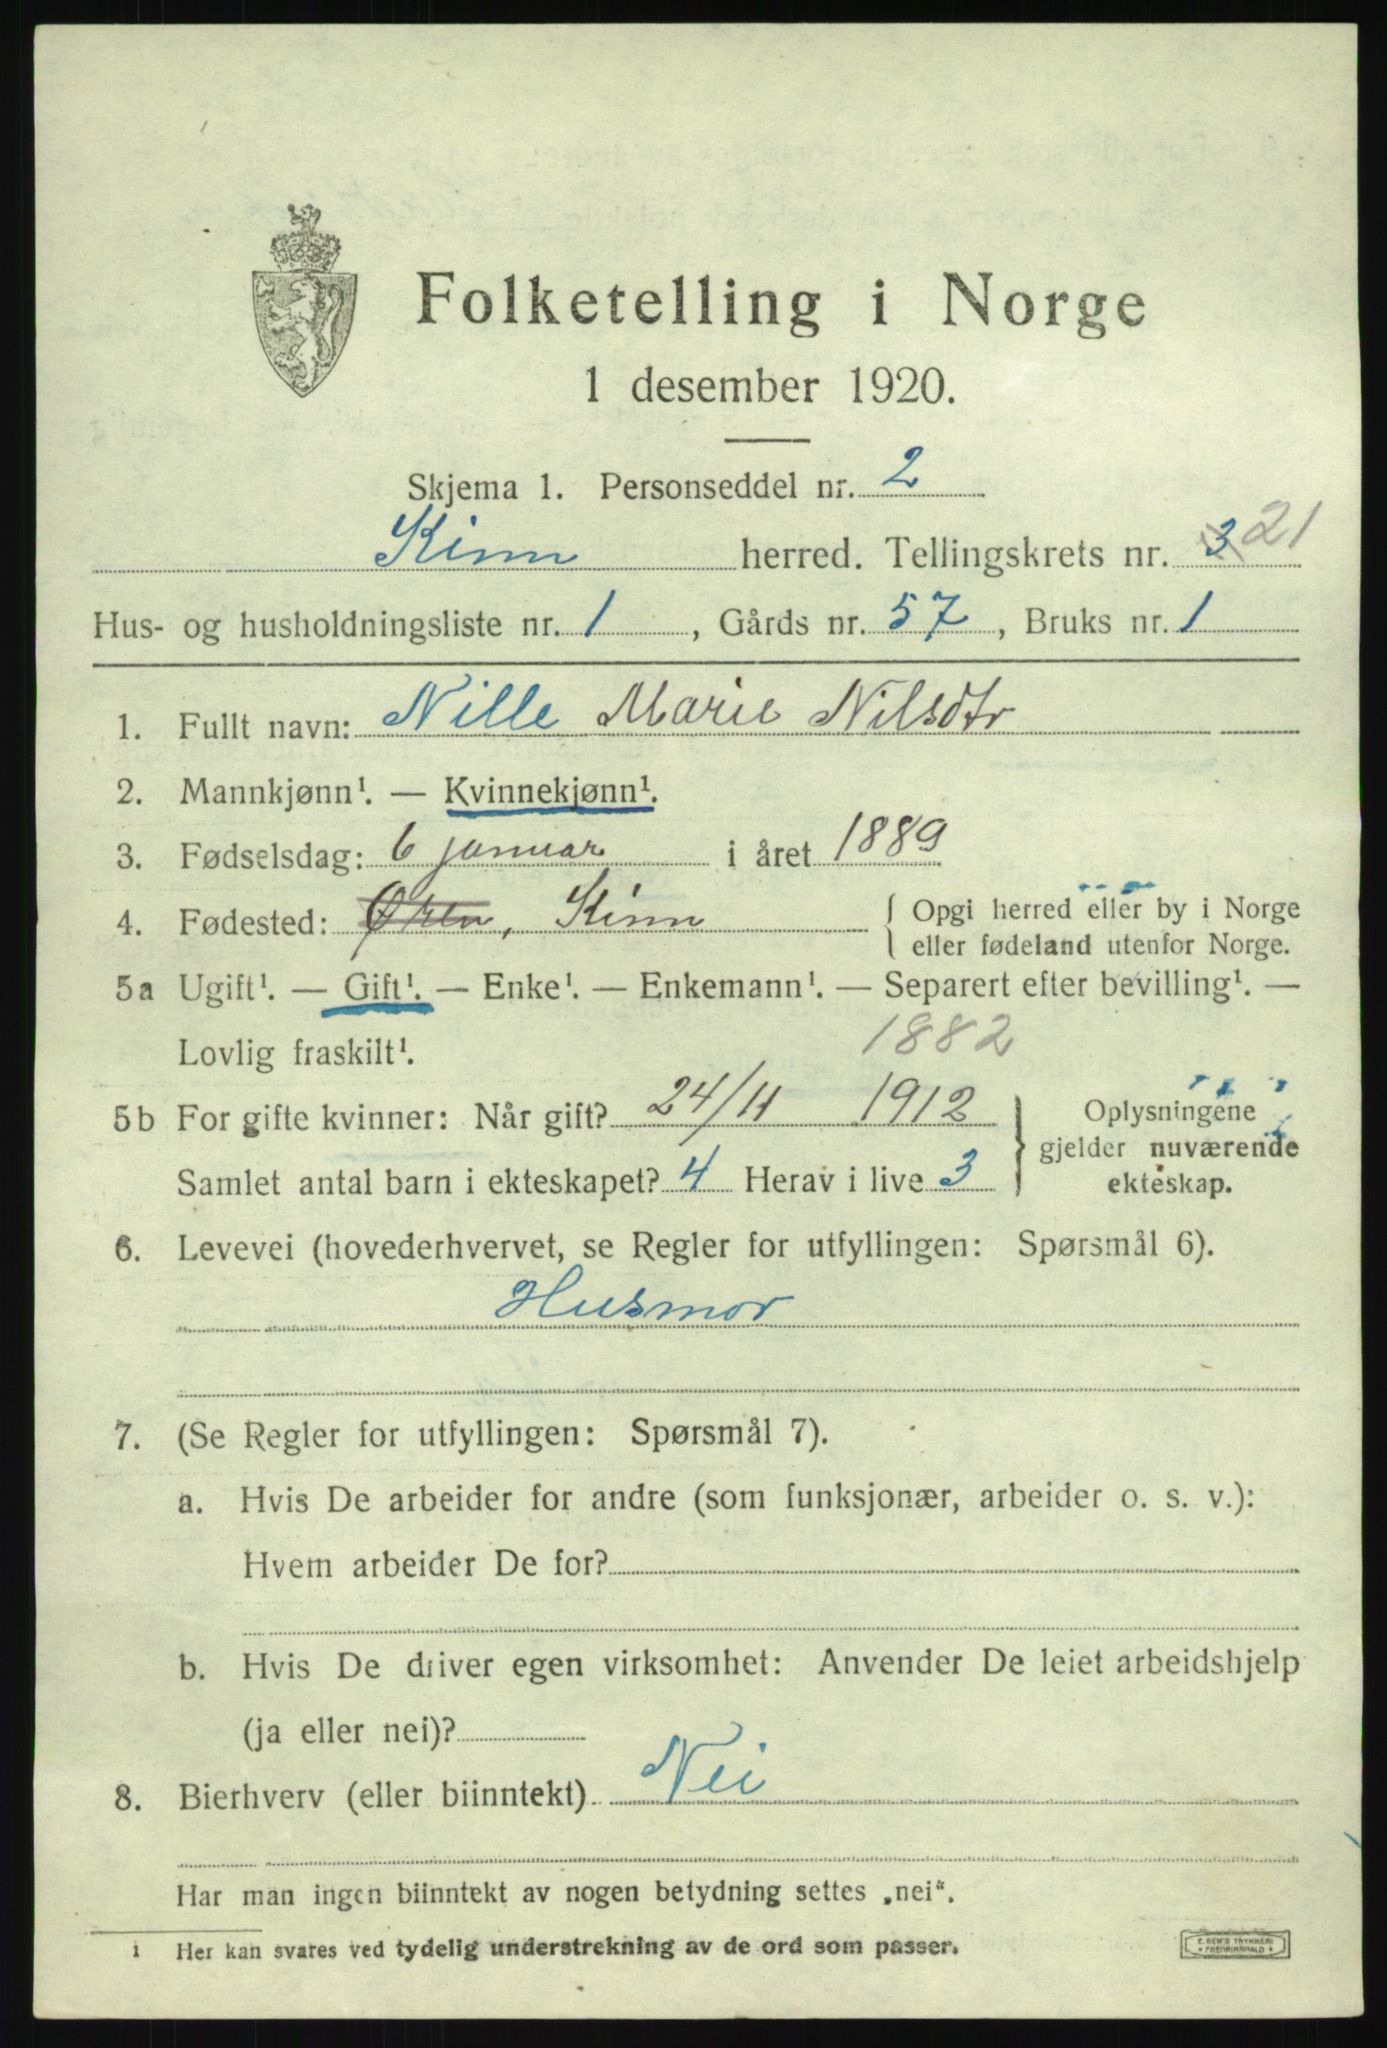 Folketelling i Norge
1 desember 1920.
Skjema 1. Personseddel nr. 2
Kinn herred. Tellingskrets nr. 3 21
Hus- og husholdningsliste nr. 1, Gårds nr. 57, Bruks nr. 1
1. Fullt navn: Nille Marie Nilsdtr
2. Mannkjønn¹. — Kvinnekjønn¹.
3. Fødselsdag: 6 januar i året 1889
4. Fødested: Øren, Kinn { Opgi herred eller by i Norge
eller fødeland utenfor Norge.
5a Ugift¹. — Gift¹. — Enke¹. — Enkemann¹. — Separert efter bevilling¹. —
Lovlig fraskilt¹. 1882
5b For gifte kvinner: Når gift? 24/11 1912 } Oplysningene
gjelder nuværende
Samlet antal barn i ekteskapet? 4 Herav i live 3 ekteskap.
6. Levevei (hovederhvervet, se Regler for utfyllingen: Spørsmål 6).
Husmor
7. (Se Regler for utfyllingen: Spørsmål 7).
a. Hvis De arbeider for andre (som funksjonær, arbeider o. s. v.):
Hvem arbeider De for?
b. Hvis De driver egen virksomhet: Anvender De leiet arbeidshjelp
(ja eller nei)?
8. Bierhverv (eller biinntekt) Nei
Har man ingen biinntekt av nogen betydning settes „nei“.
1 Her kan svares ved tydelig understrekning av de ord som passer.
E. SEM'S TRYKKERI
FREDRIKSHALD